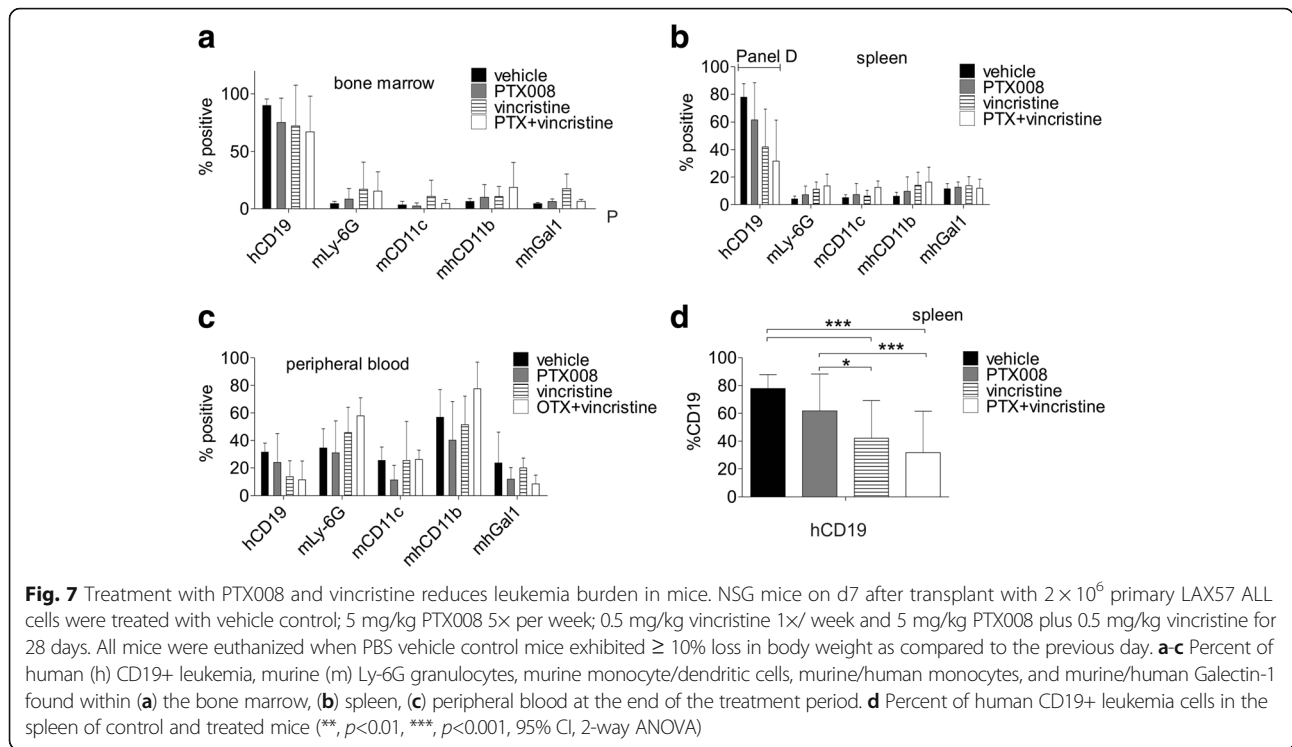 a
bone marrow
vehicle
PTX008
vincristine
PTX+vincristine
% positive
100
50
0
P
hCD19
mLy-6G
mCD11c
mhCD11b
mhGal1
b
Panel D
spleen
vehicle
PTX008
vincristine
PTX+vincristine
% positive
100
80
60
40
20
0
hCD19
mLy-6G
mCD11c
mhCD11b
mhGal1
c
peripheral blood
vehicle
PTX008
vincristine
OTX+vincristine
% positive
100
80
60
40
20
0
hCD19
mLy-6G
mCD11c
mhCD11b
mhGal1
d
spleen
***
***
*
vehicle
PTX008
vincristine
PTX+vincristine
%CD19
100
80
60
40
20
0
hCD19
Fig. 7 Treatment with PTX008 and vincristine reduces leukemia burden in mice. NSG mice on d7 after transplant with 2 × 10⁶ primary LAX57 ALL
cells were treated with vehicle control; 5 mg/kg PTX008 5× per week; 0.5 mg/kg vincristine 1×/ week and 5 mg/kg PTX008 plus 0.5 mg/kg vincristine for
28 days. All mice were euthanized when PBS vehicle control mice exhibited ≥ 10% loss in body weight as compared to the previous day. a-c Percent of
human (h) CD19+ leukemia, murine (m) Ly-6G granulocytes, murine monocyte/dendritic cells, murine/human monocytes, and murine/human Galectin-1
found within (a) the bone marrow, (b) spleen, (c) peripheral blood at the end of the treatment period. d Percent of human CD19+ leukemia cells in the
spleen of control and treated mice (**, p<0.01, ***, p<0.001, 95% CI, 2-way ANOVA)